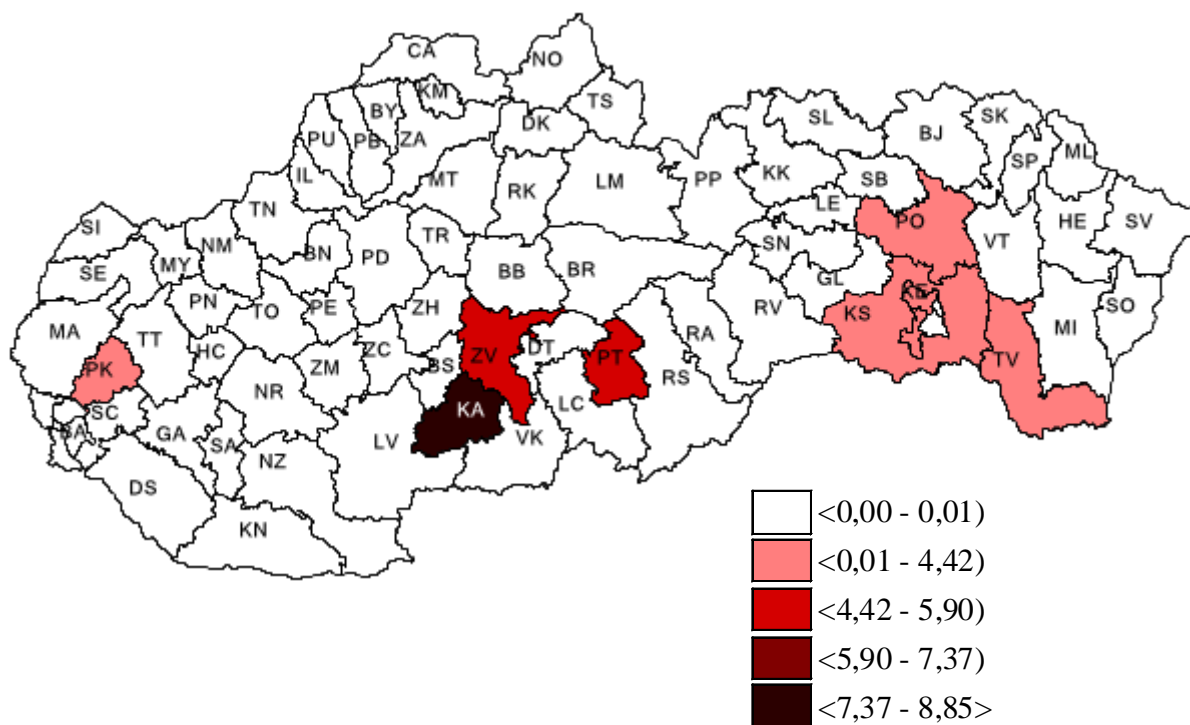 CA
NO
KM
TS
BY
DK
PU
PB
ZA
SL
BJ
SK
SP
ML
IL
MT
RK
LM
PP
KK
SB
LE
TN
SI
NM
TR
PO
HE
SV
SE
MY
BN
PD
BB
BR
SN
VT
GL
PN
TO
PE
ZH
RV
KS
KE
SO
MA
TT
HC
ZM
ZC
BS
ZV
DT
PT
RA
MI
PK
NR
RS
TV
SC
KA
LC
BA
GA
SA
LV
VK
NZ
DS
KN
<0,00 - 0,01)
<0,01 - 4,42)
<4,42 - 5,90)
<5,90 - 7,37)
<7,37 - 8,85>